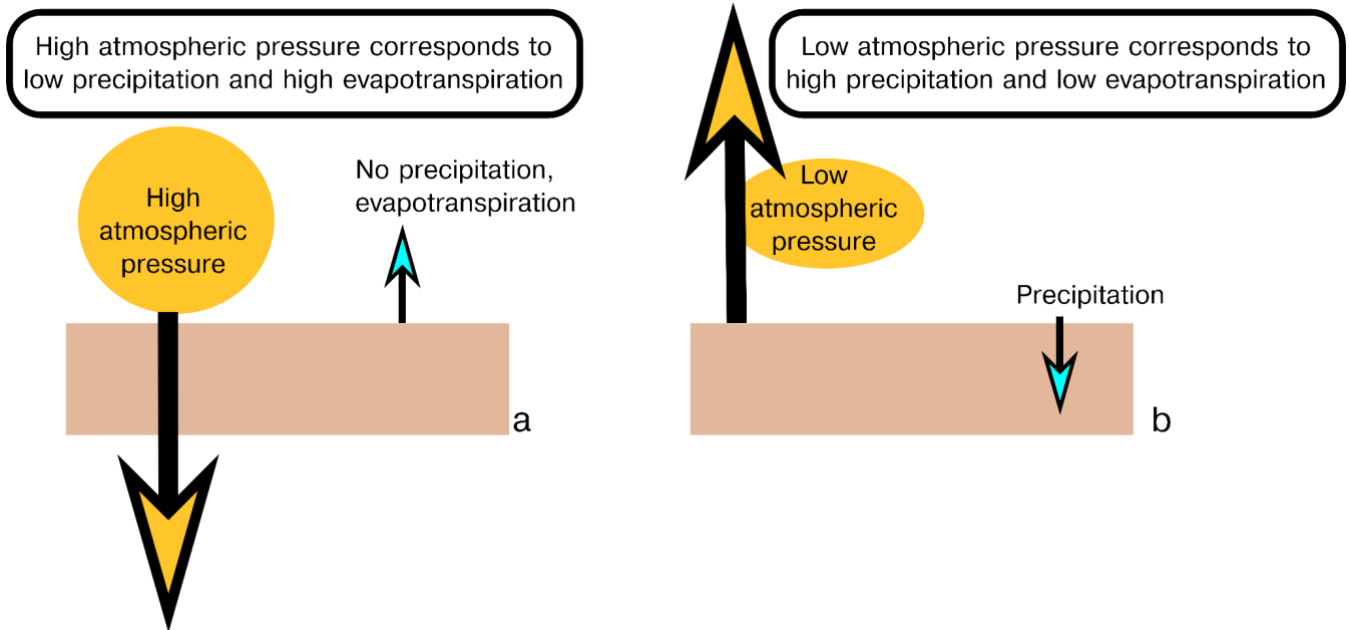 High atmospheric pressure corresponds to
low precipitation and high evapotranspiration
High
atmospheric
pressure
No precipitation,
evapotranspiration
a
Low atmospheric pressure corresponds to
high precipitation and low evapotranspiration
Low
atmospheric
pressure
Precipitation
b